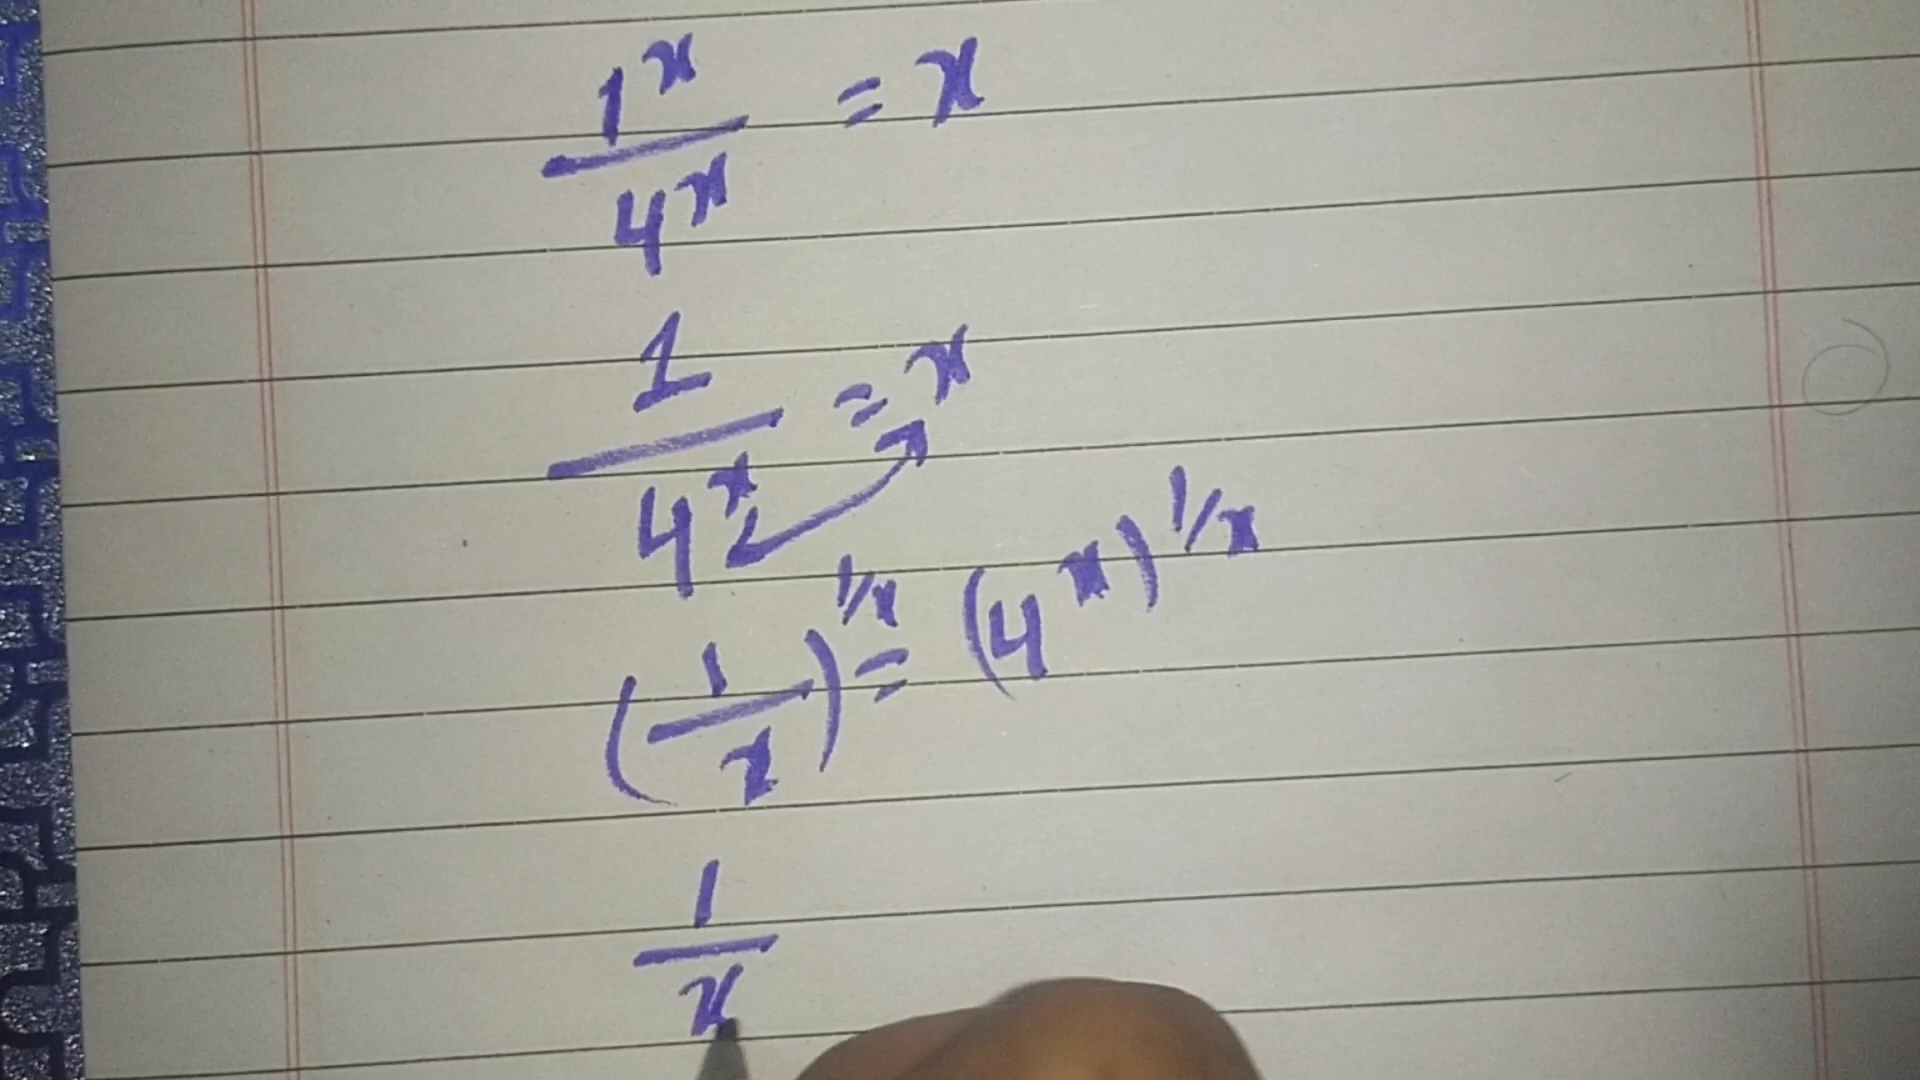 1^x / 4^x = x
1 / 4^x = x
(1 / x)^1/x = (4^x)^1/x
1 / x